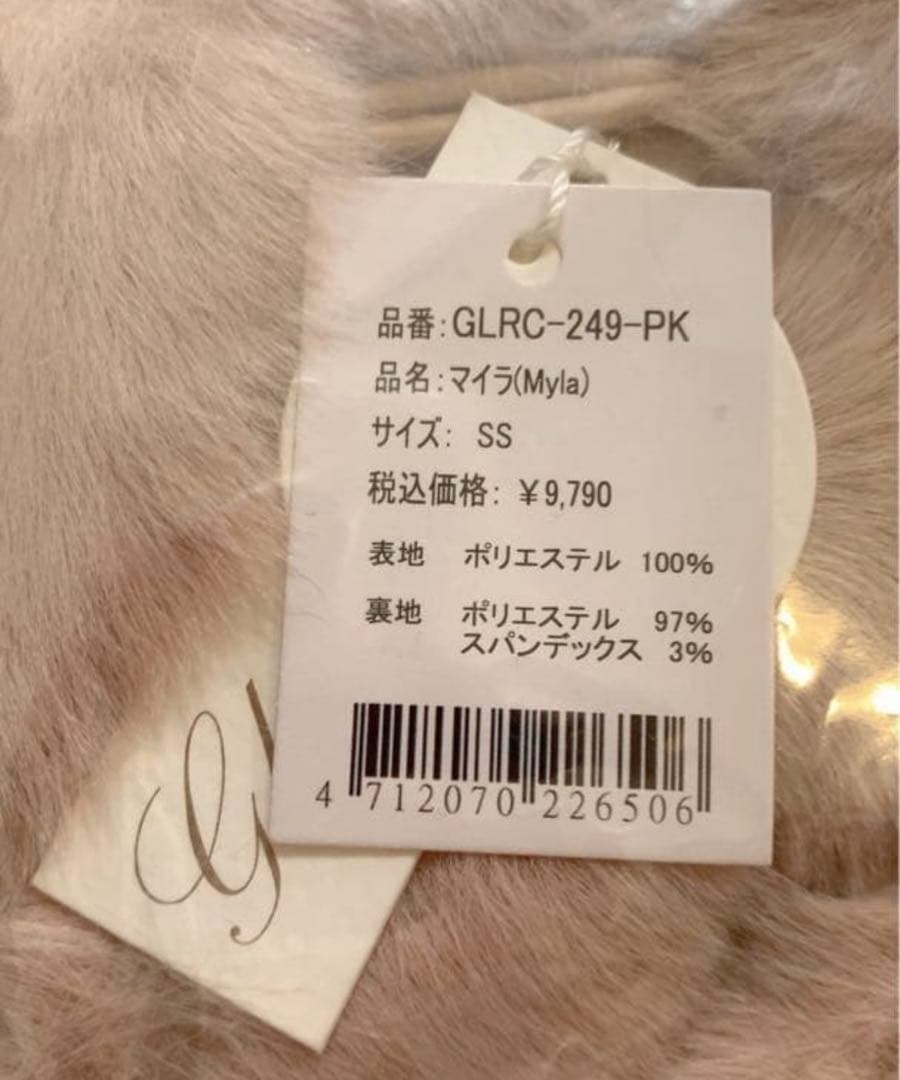 品番:GLRC-249-PK
品名:マイラ(Myla)
サイズ: SS
税込価格: ¥9,790
表地 ポリエステル 100%
裏地 ポリエステル 97%
スパンデックス 3%
4 712070 226506